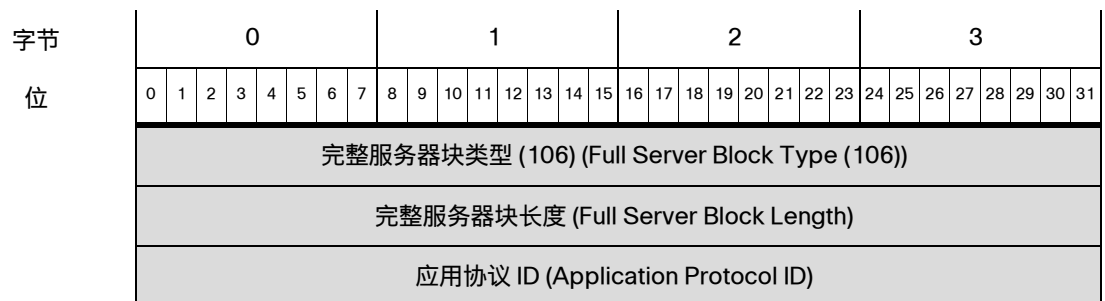 字节 0 1 2 3
位 0 1 2 3 4 5 6 7 8 9 10 11 12 13 14 15 16 17 18 19 20 21 22 23 24 25 26 27 28 29 30 31
完整服务器块类型 (106) (Full Server Block Type (106))
完整服务器块长度 (Full Server Block Length)
应用协议 ID (Application Protocol ID)